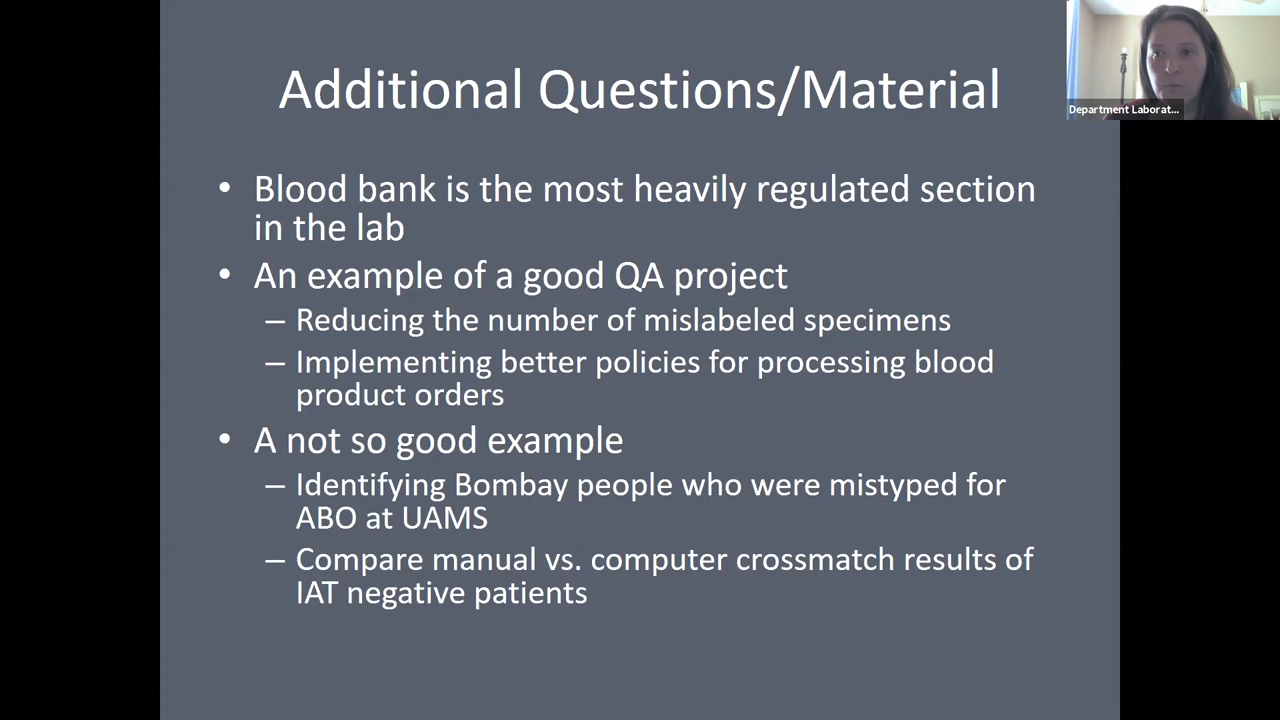 Additional Questions/Material
Department Laborat...
• Blood bank is the most heavily regulated section
in the lab
• An example of a good QA project
– Reducing the number of mislabeled specimens
– Implementing better policies for processing blood
product orders
• A not so good example
– Identifying Bombay people who were mistyped for
ABO at UAMS
– Compare manual vs. computer crossmatch results of
IAT negative patients